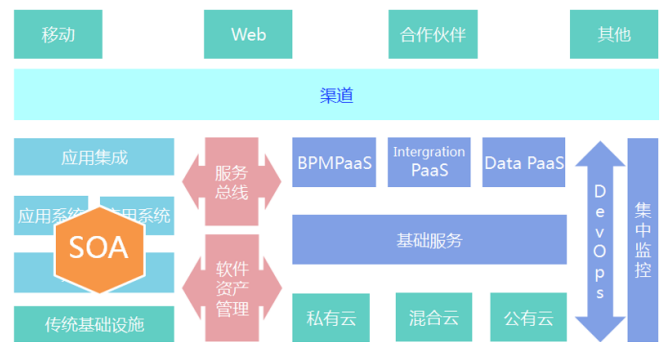 移动
Web
合作伙伴
其他
渠道
应用集成
服务
总线
BPMPaaS
Intergration
PaaS
Data PaaS
DevOps
集中监控
应用系统
应用系统
SOA
基础服务
软件
资产
管理
传统基础设施
私有云
混合云
公有云